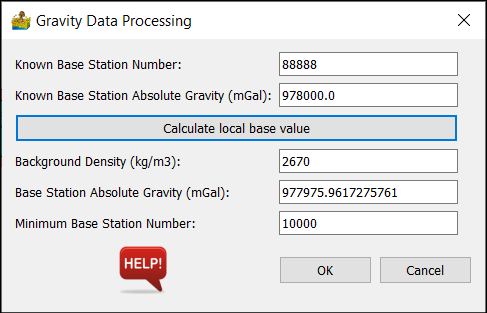 Gravity Data Processing
Known Base Station Number: 88888
Known Base Station Absolute Gravity (mGal): 978000.0
Calculate local base value
Background Density (kg/m3): 2670
Base Station Absolute Gravity (mGal): 977975.9617275761
Minimum Base Station Number: 10000
HELP!
OK Cancel